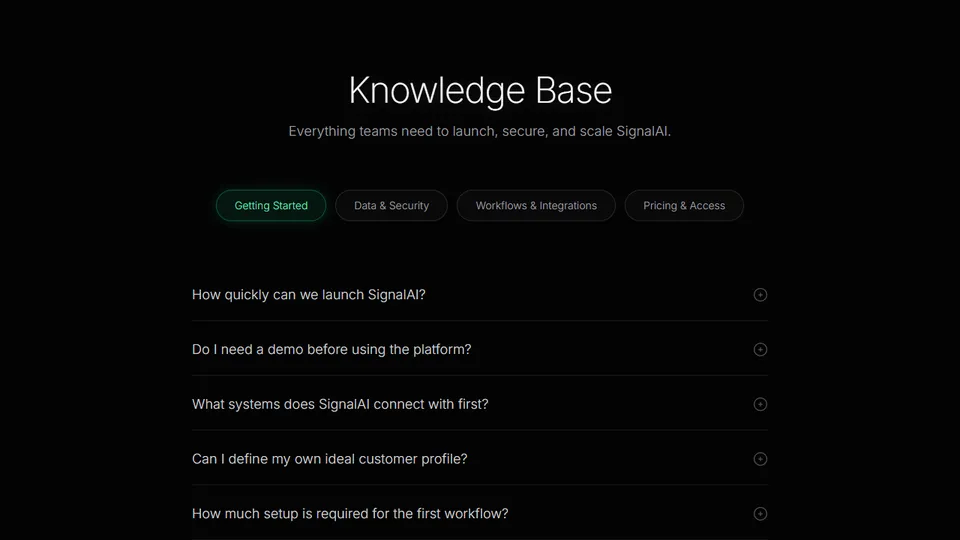 Knowledge Base
Everything teams need to launch, secure, and scale SignalAI.
Getting Started
Data & Security
Workflows & Integrations
Pricing & Access
How quickly can we launch SignalAI?
Do I need a demo before using the platform?
What systems does SignalAI connect with first?
Can I define my own ideal customer profile?
How much setup is required for the first workflow?